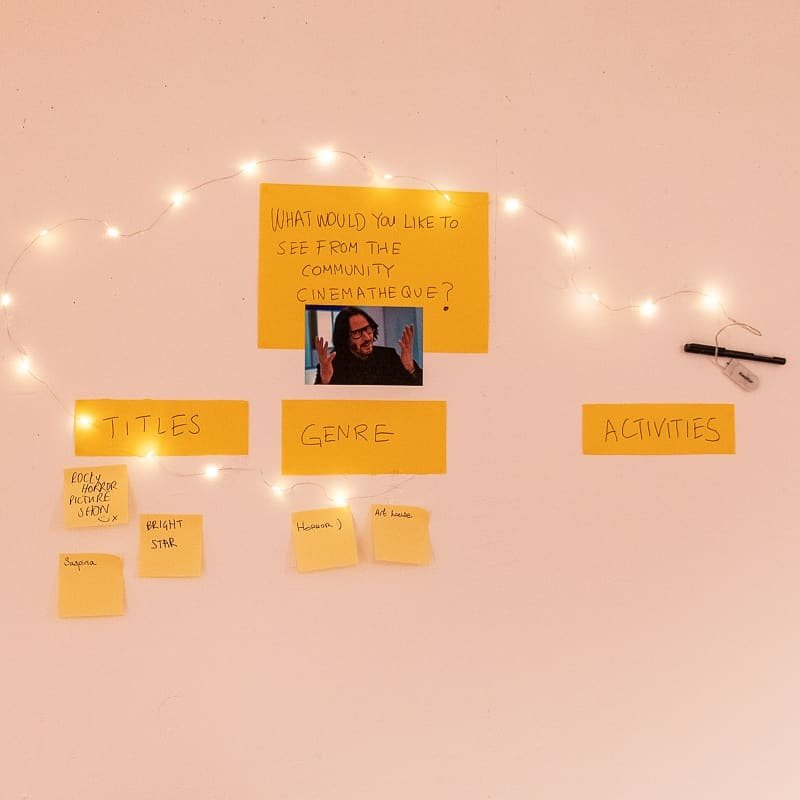 WHAT WOULD YOU LIKE TO
SEE FROM THE
COMMUNITY
CINEMATHEQUE?
TITLES
GENRE
ACTIVITIES
ROCKY
HORROR
PICTURE
SHOW
x
BRIGHT
STAR
Suspiria
HORROR )
Art house